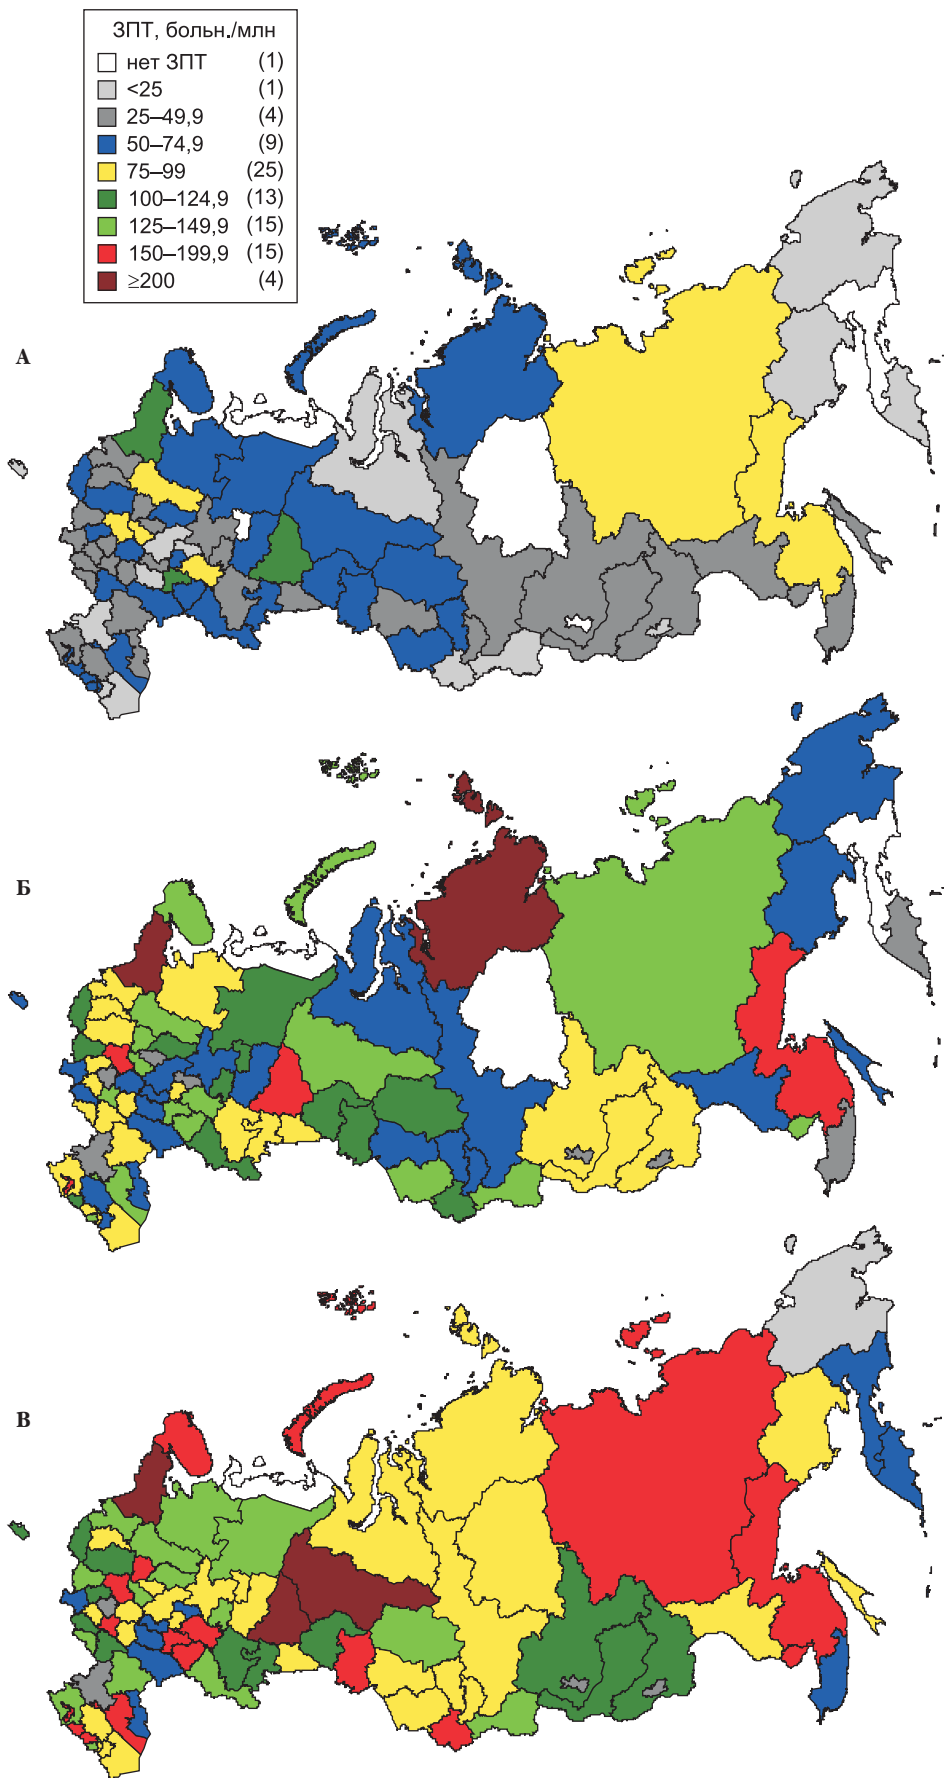 ЗПТ, больн./млн
нет ЗПТ (1)
<25 (1)
25–49,9 (4)
50–74,9 (9)
75–99 (25)
100–124,9 (13)
125–149,9 (15)
150–199,9 (15)
≥200 (4)
А
Б
В